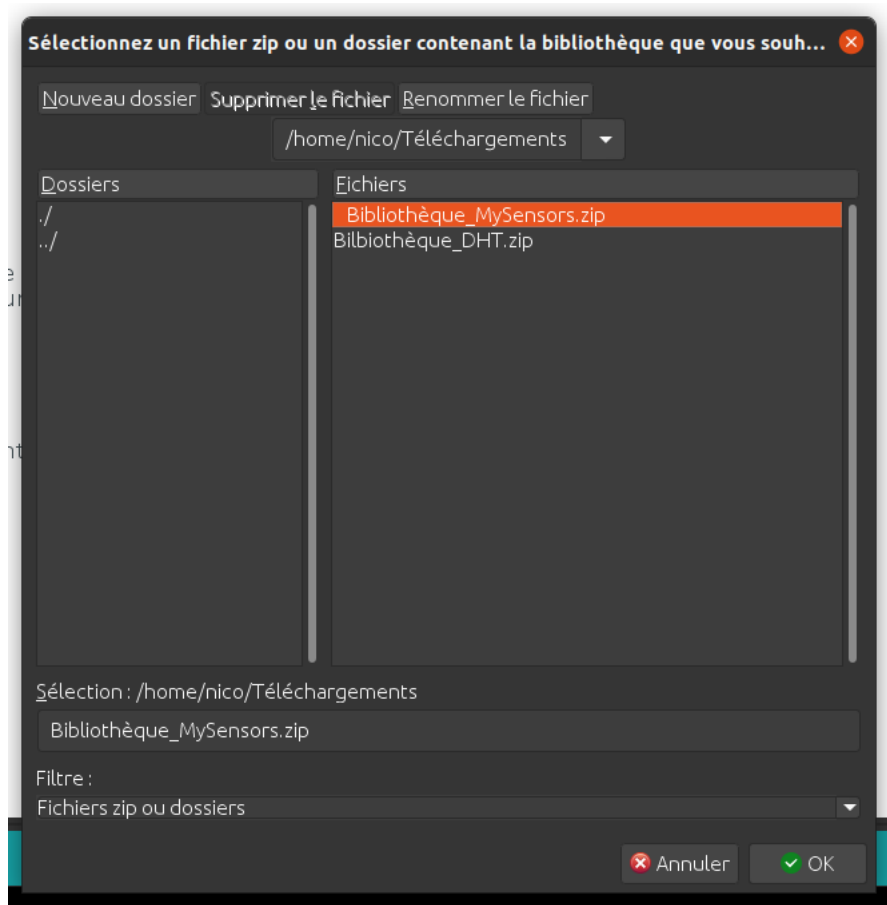 Sélectionnez un fichier zip ou un dossier contenant la bibliothèque que vous souh...
Nouveau dossier Supprimer le fichier Renommer le fichier
/home/nico/Téléchargements
Dossiers
./
../
Fichiers
Bibliothèque_MySensors.zip
Bilbiothèque_DHT.zip
Sélection : /home/nico/Téléchargements
Bibliothèque_MySensors.zip
Filtre :
Fichiers zip ou dossiers
Annuler OK